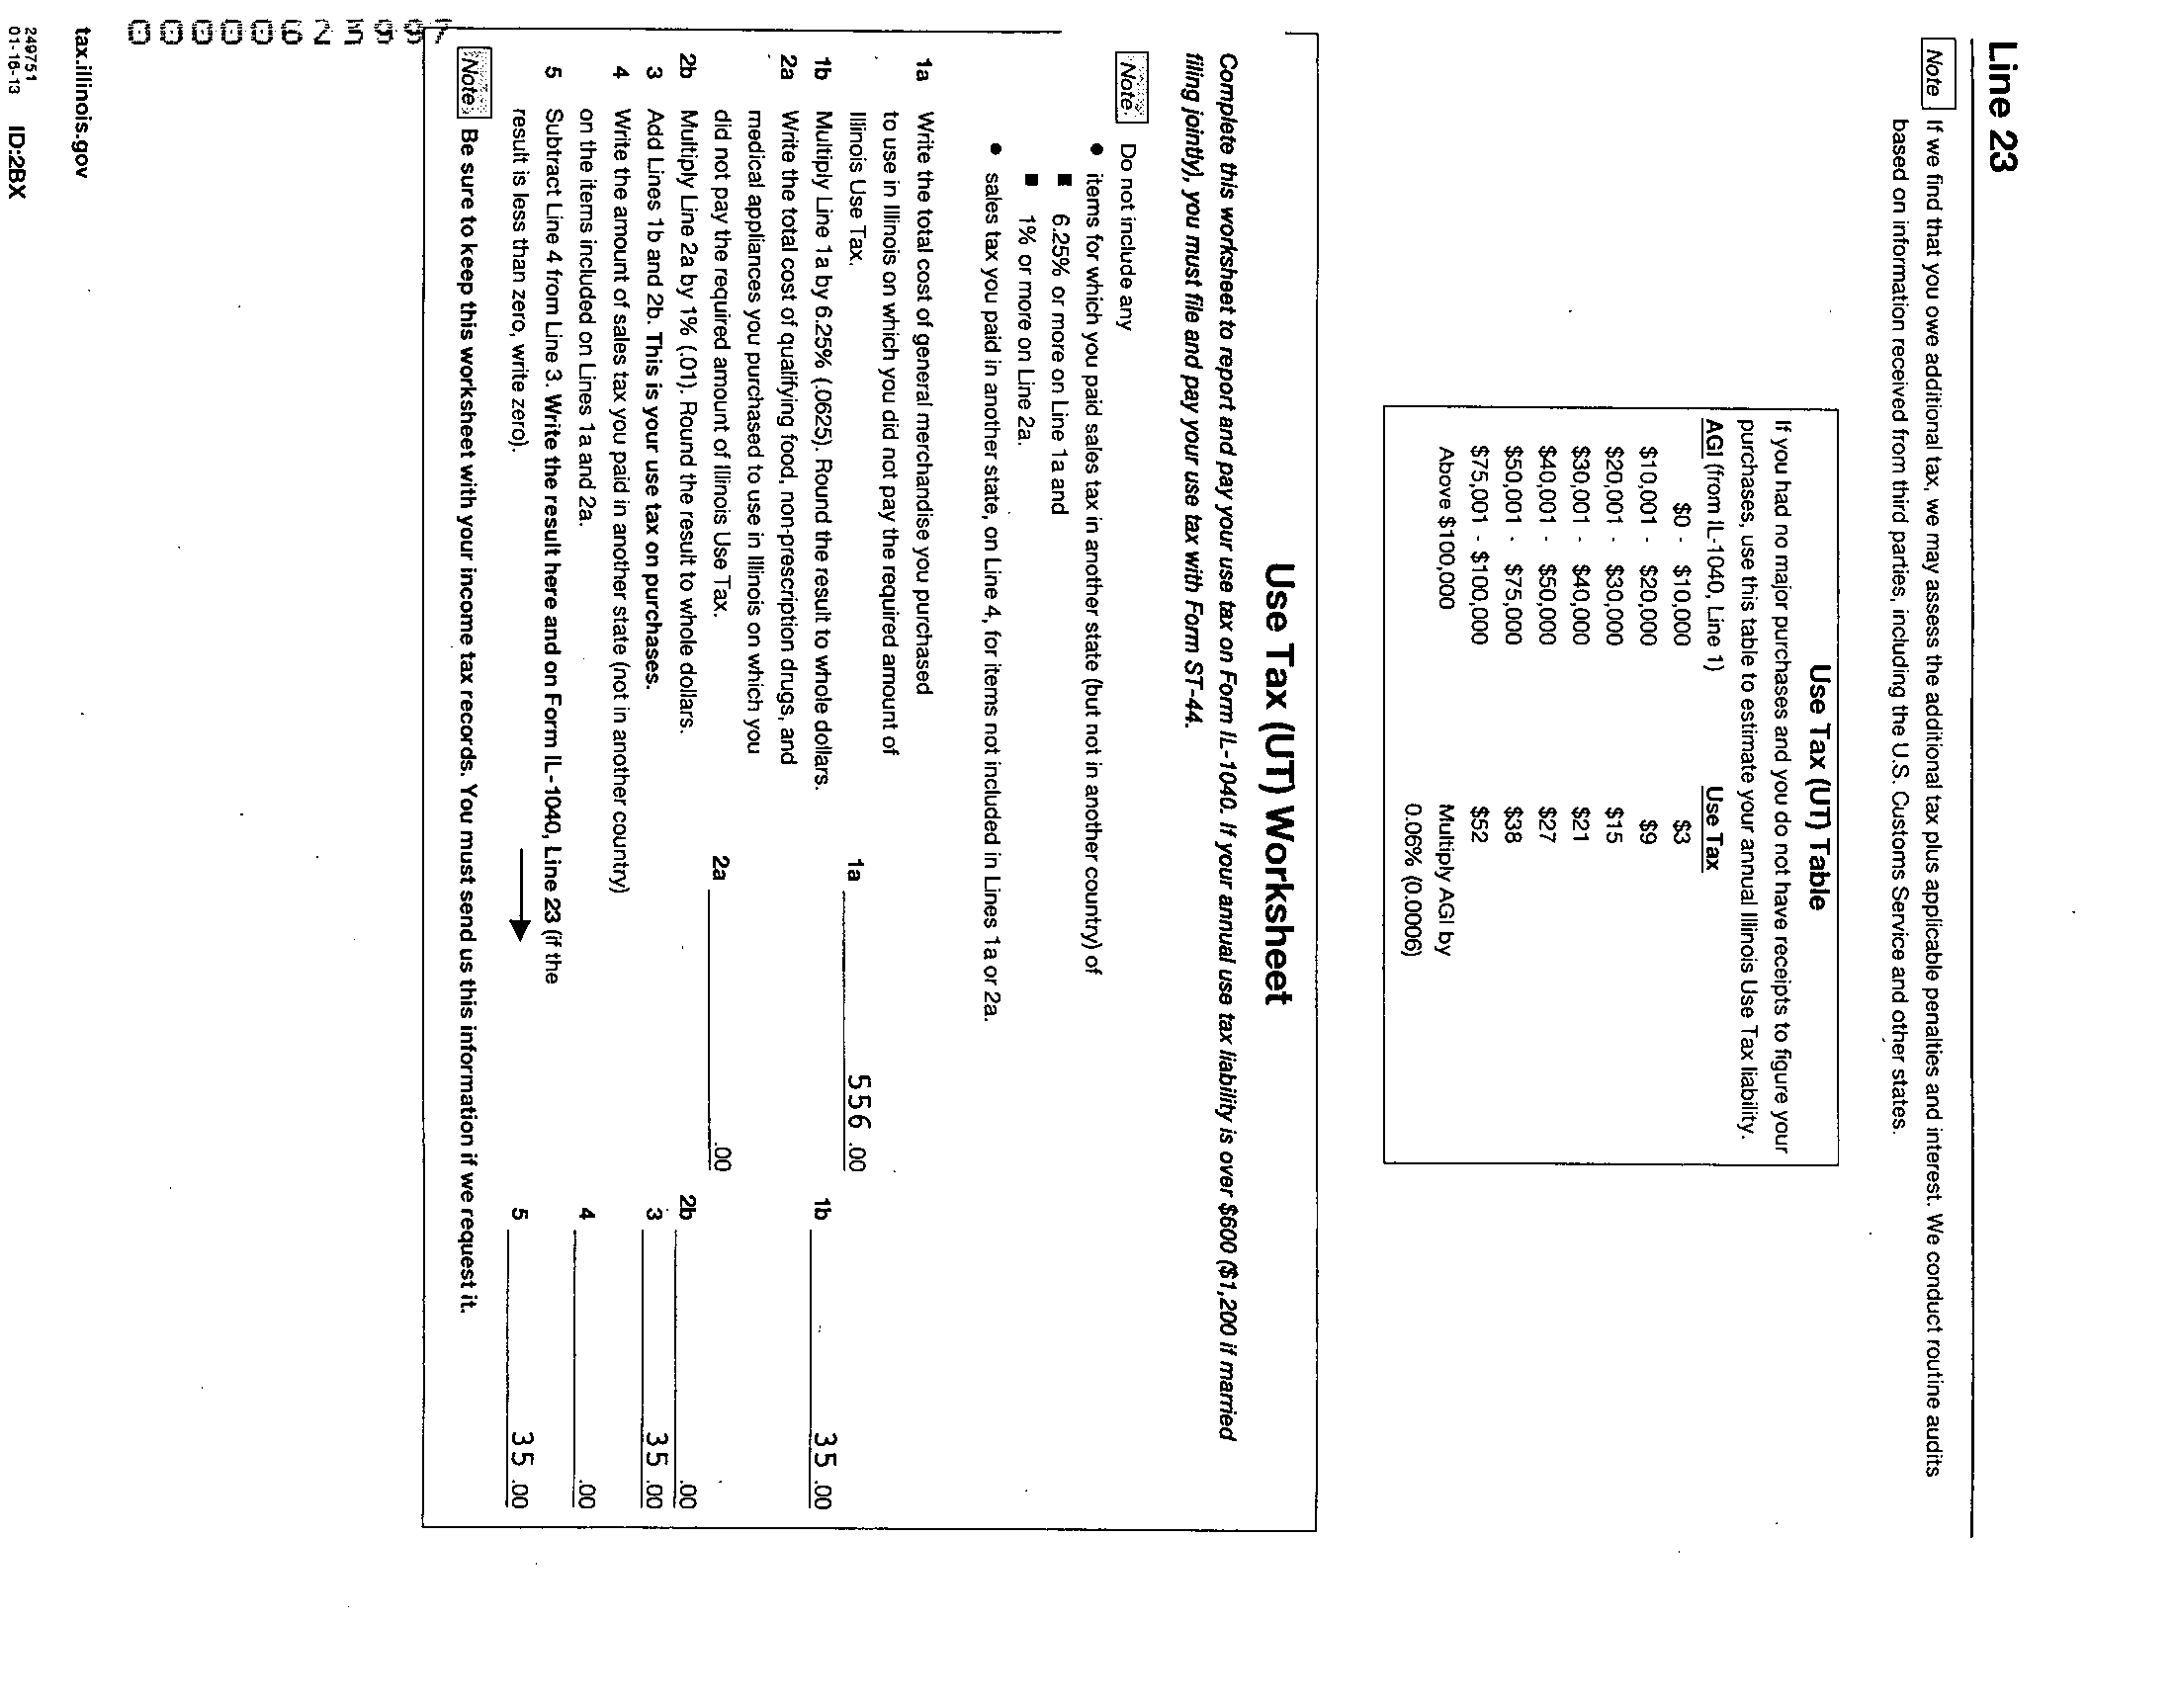 Line 23
Note If we find that you owe additional tax, we may assess the additional tax plus applicable penalties and interest. We conduct routine audits
based on information received from third parties, including the U.S. Customs Service and other states.
Use Tax (UT) Table
If you had no major purchases and you do not have receipts to figure your
purchases, use this table to estimate your annual Illinois Use Tax liability.
AGI (from IL-1040, Line 1) Use Tax
$0 - $10,000 $3
$10,001 - $20,000 $9
$20,001 - $30,000 $15
$30,001 - $40,000 $21
$40,001 - $50,000 $27
$50,001 - $75,000 $38
$75,001 - $100,000 $52
Above $100,000 Multiply AGI by
0.06% (0.0006)
Use Tax (UT) Worksheet
Complete this worksheet to report and pay your use tax on Form IL-1040. If your annual use tax liability is over $600 ($1,200 if married
filing jointly), you must file and pay your use tax with Form ST-44.
Note Do not include any
● items for which you paid sales tax in another state (but not in another country) of
■ 6.25% or more on Line 1a and
■ 1% or more on Line 2a.
● sales tax you paid in another state, on Line 4, for items not included in Lines 1a or 2a.
1a Write the total cost of general merchandise you purchased
to use in Illinois on which you did not pay the required amount of
Illinois Use Tax. 1a 556 .00
1b Multiply Line 1a by 6.25% (.0625). Round the result to whole dollars. 1b 35 .00
2a Write the total cost of qualifying food, non-prescription drugs, and
medical appliances you purchased to use in Illinois on which you
did not pay the required amount of Illinois Use Tax. 2a .00
2b Multiply Line 2a by 1% (.01). Round the result to whole dollars. 2b .00
3 Add Lines 1b and 2b. This is your use tax on purchases. 3 35 .00
4 Write the amount of sales tax you paid in another state (not in another country)
on the items included on Lines 1a and 2a. 4 .00
5 Subtract Line 4 from Line 3. Write the result here and on Form IL-1040, Line 23 (if the
result is less than zero, write zero). 5 35 .00
Note Be sure to keep this worksheet with your income tax records. You must send us this information if we request it.
tax.illinois.gov
249751
01-16-13 ID:2BX
00000625997